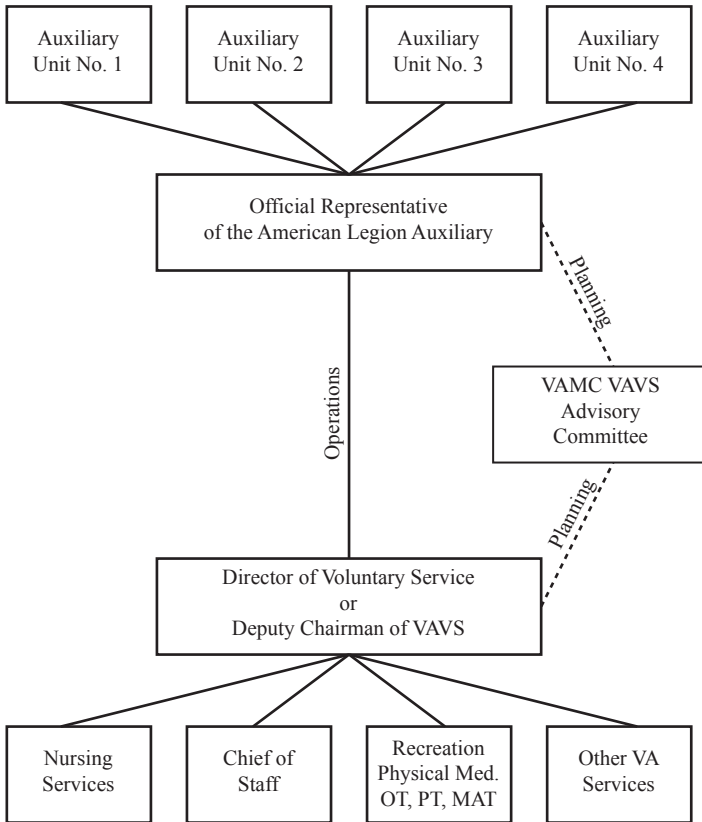 Auxiliary
Unit No. 1
Auxiliary
Unit No. 2
Auxiliary
Unit No. 3
Auxiliary
Unit No. 4
Official Representative
of the American Legion Auxiliary
Planning
Operations
VAMC VAVS
Advisory
Committee
Planning
Director of Voluntary Service
or
Deputy Chairman of VAVS
Nursing
Services
Chief of
Staff
Recreation
Physical Med.
OT, PT, MAT
Other VA
Services